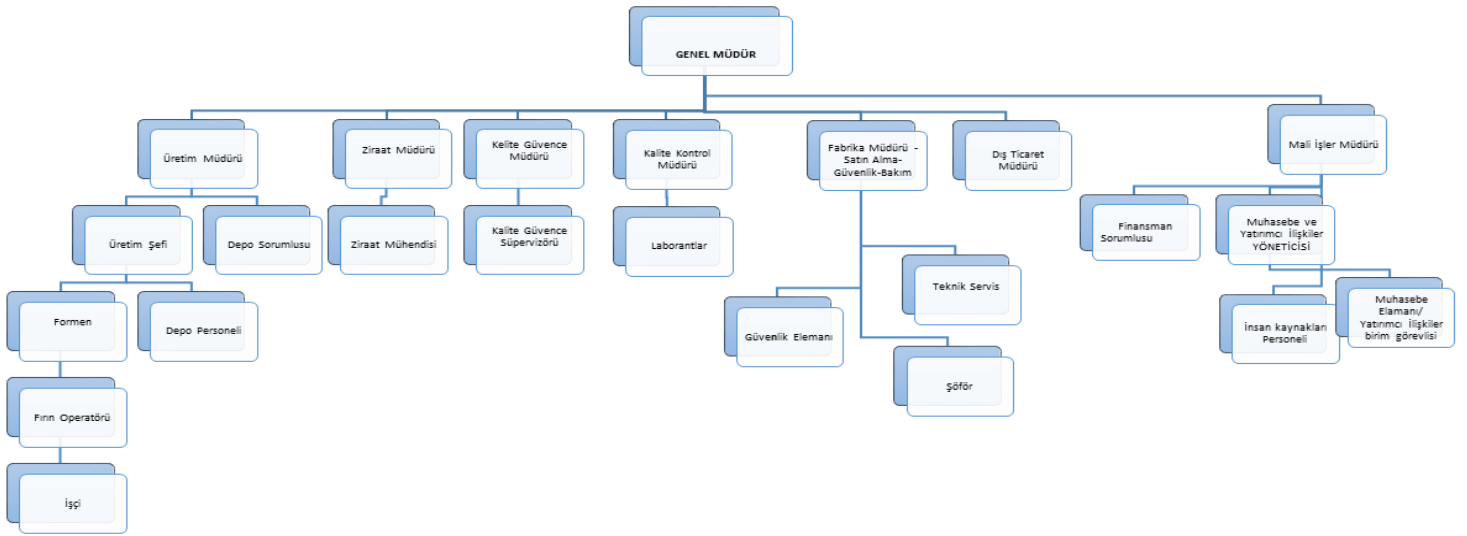 GENEL MÜDÜR
Üretim Müdürü
Ziraat Müdürü
Kelite Güvence
Müdürü
Kalite Kontrol
Müdürü
Fabrika Müdürü -
Satın Alma-
Güvenlik-Bakım
Dış Ticaret
Müdürü
Mali İşler Müdürü
Üretim Şefi
Depo Sorumlusu
Ziraat Mühendisi
Kalite Güvence
Süpervizörü
Laborantlar
Finansman
Sorumlusu
Muhasebe ve
Yatırımcı İlişkiler
YÖNETİCİSİ
Teknik Servis
Formen
Depo Personeli
Güvenlik Elemanı
İnsan kaynakları
Personeli
Muhasebe
Elamanı/
Yatırımcı İlişkiler
birim görevlisi
Şöför
Fırın Operatörü
İşçi